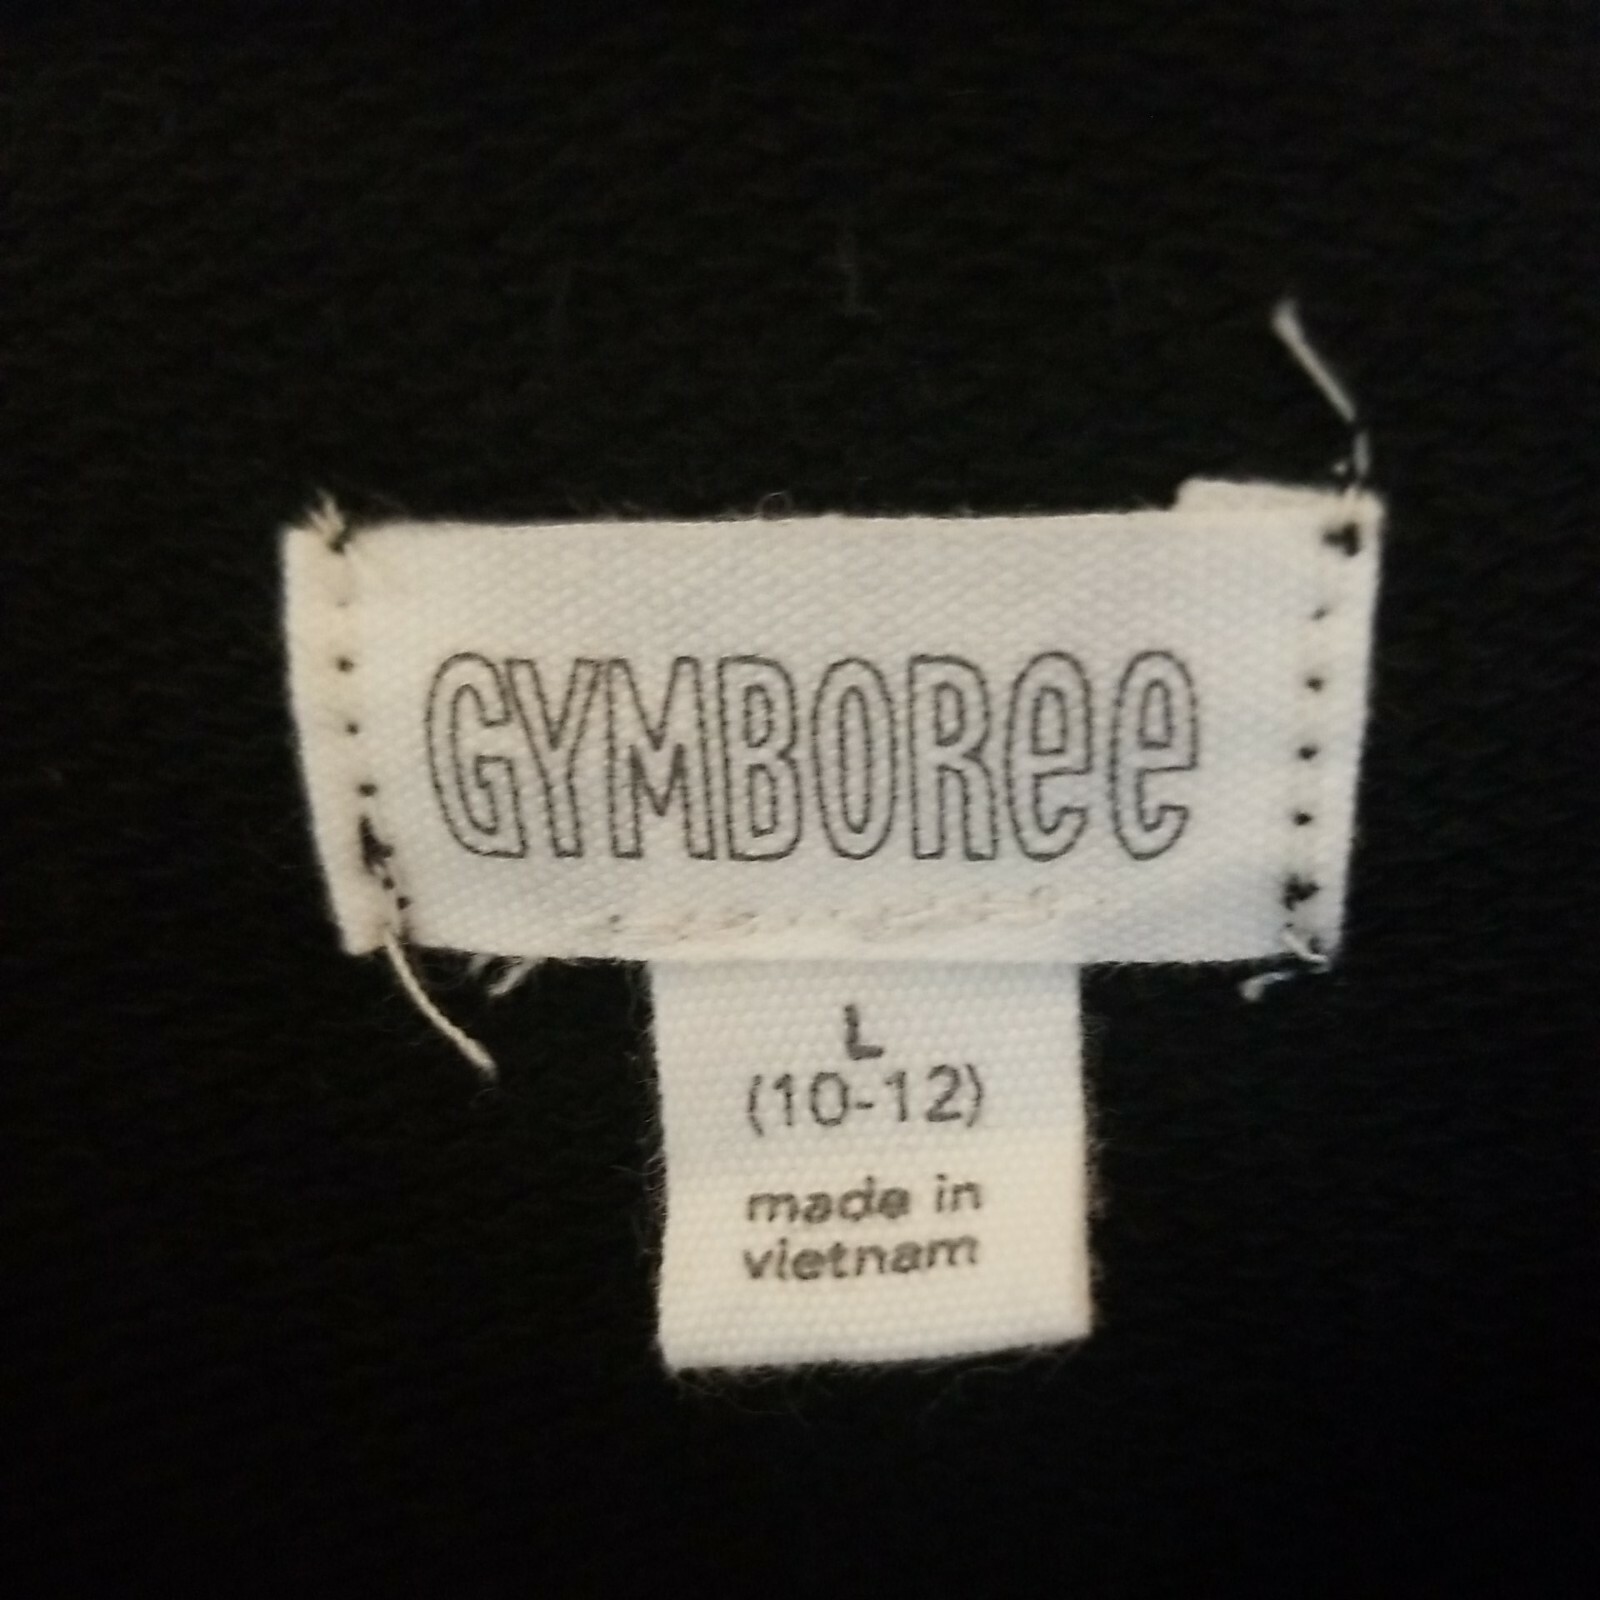 GYMBOREE
L
(10-12)
made in
vietnam